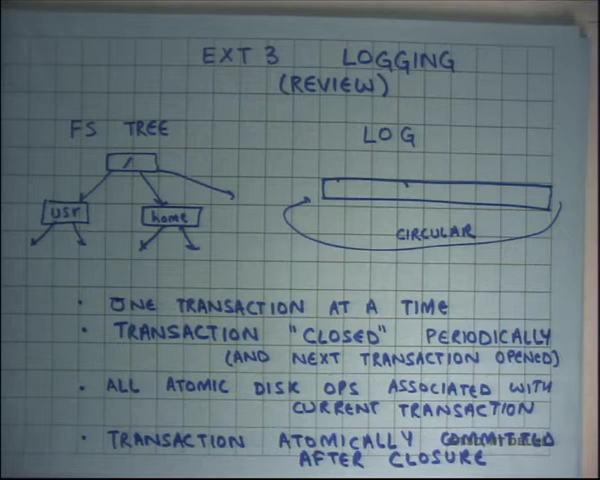 EXT 3 LOGGING
(REVIEW)
FS TREE
LOG
/
usr
home
CIRCULAR
• ONE TRANSACTION AT A TIME
• TRANSACTION "CLOSED" PERIODICALLY
(AND NEXT TRANSACTION OPENED)
• ALL ATOMIC DISK OPS ASSOCIATED WITH
CURRENT TRANSACTION
• TRANSACTION ATOMICALLY COMMITTED
AFTER CLOSURE